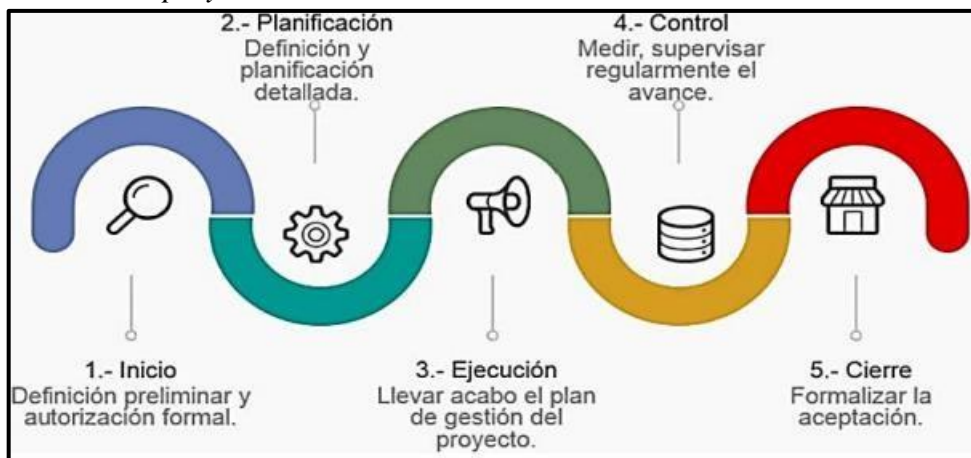 2.- Planificación
Definición y
planificación
detallada.
4.- Control
Medir, supervisar
regularmente el
avance.
1.- Inicio
Definición preliminar y
autorización formal.
3.- Ejecución
Llevar acabo el plan
de gestión del
proyecto.
5.- Cierre
Formalizar la
aceptación.